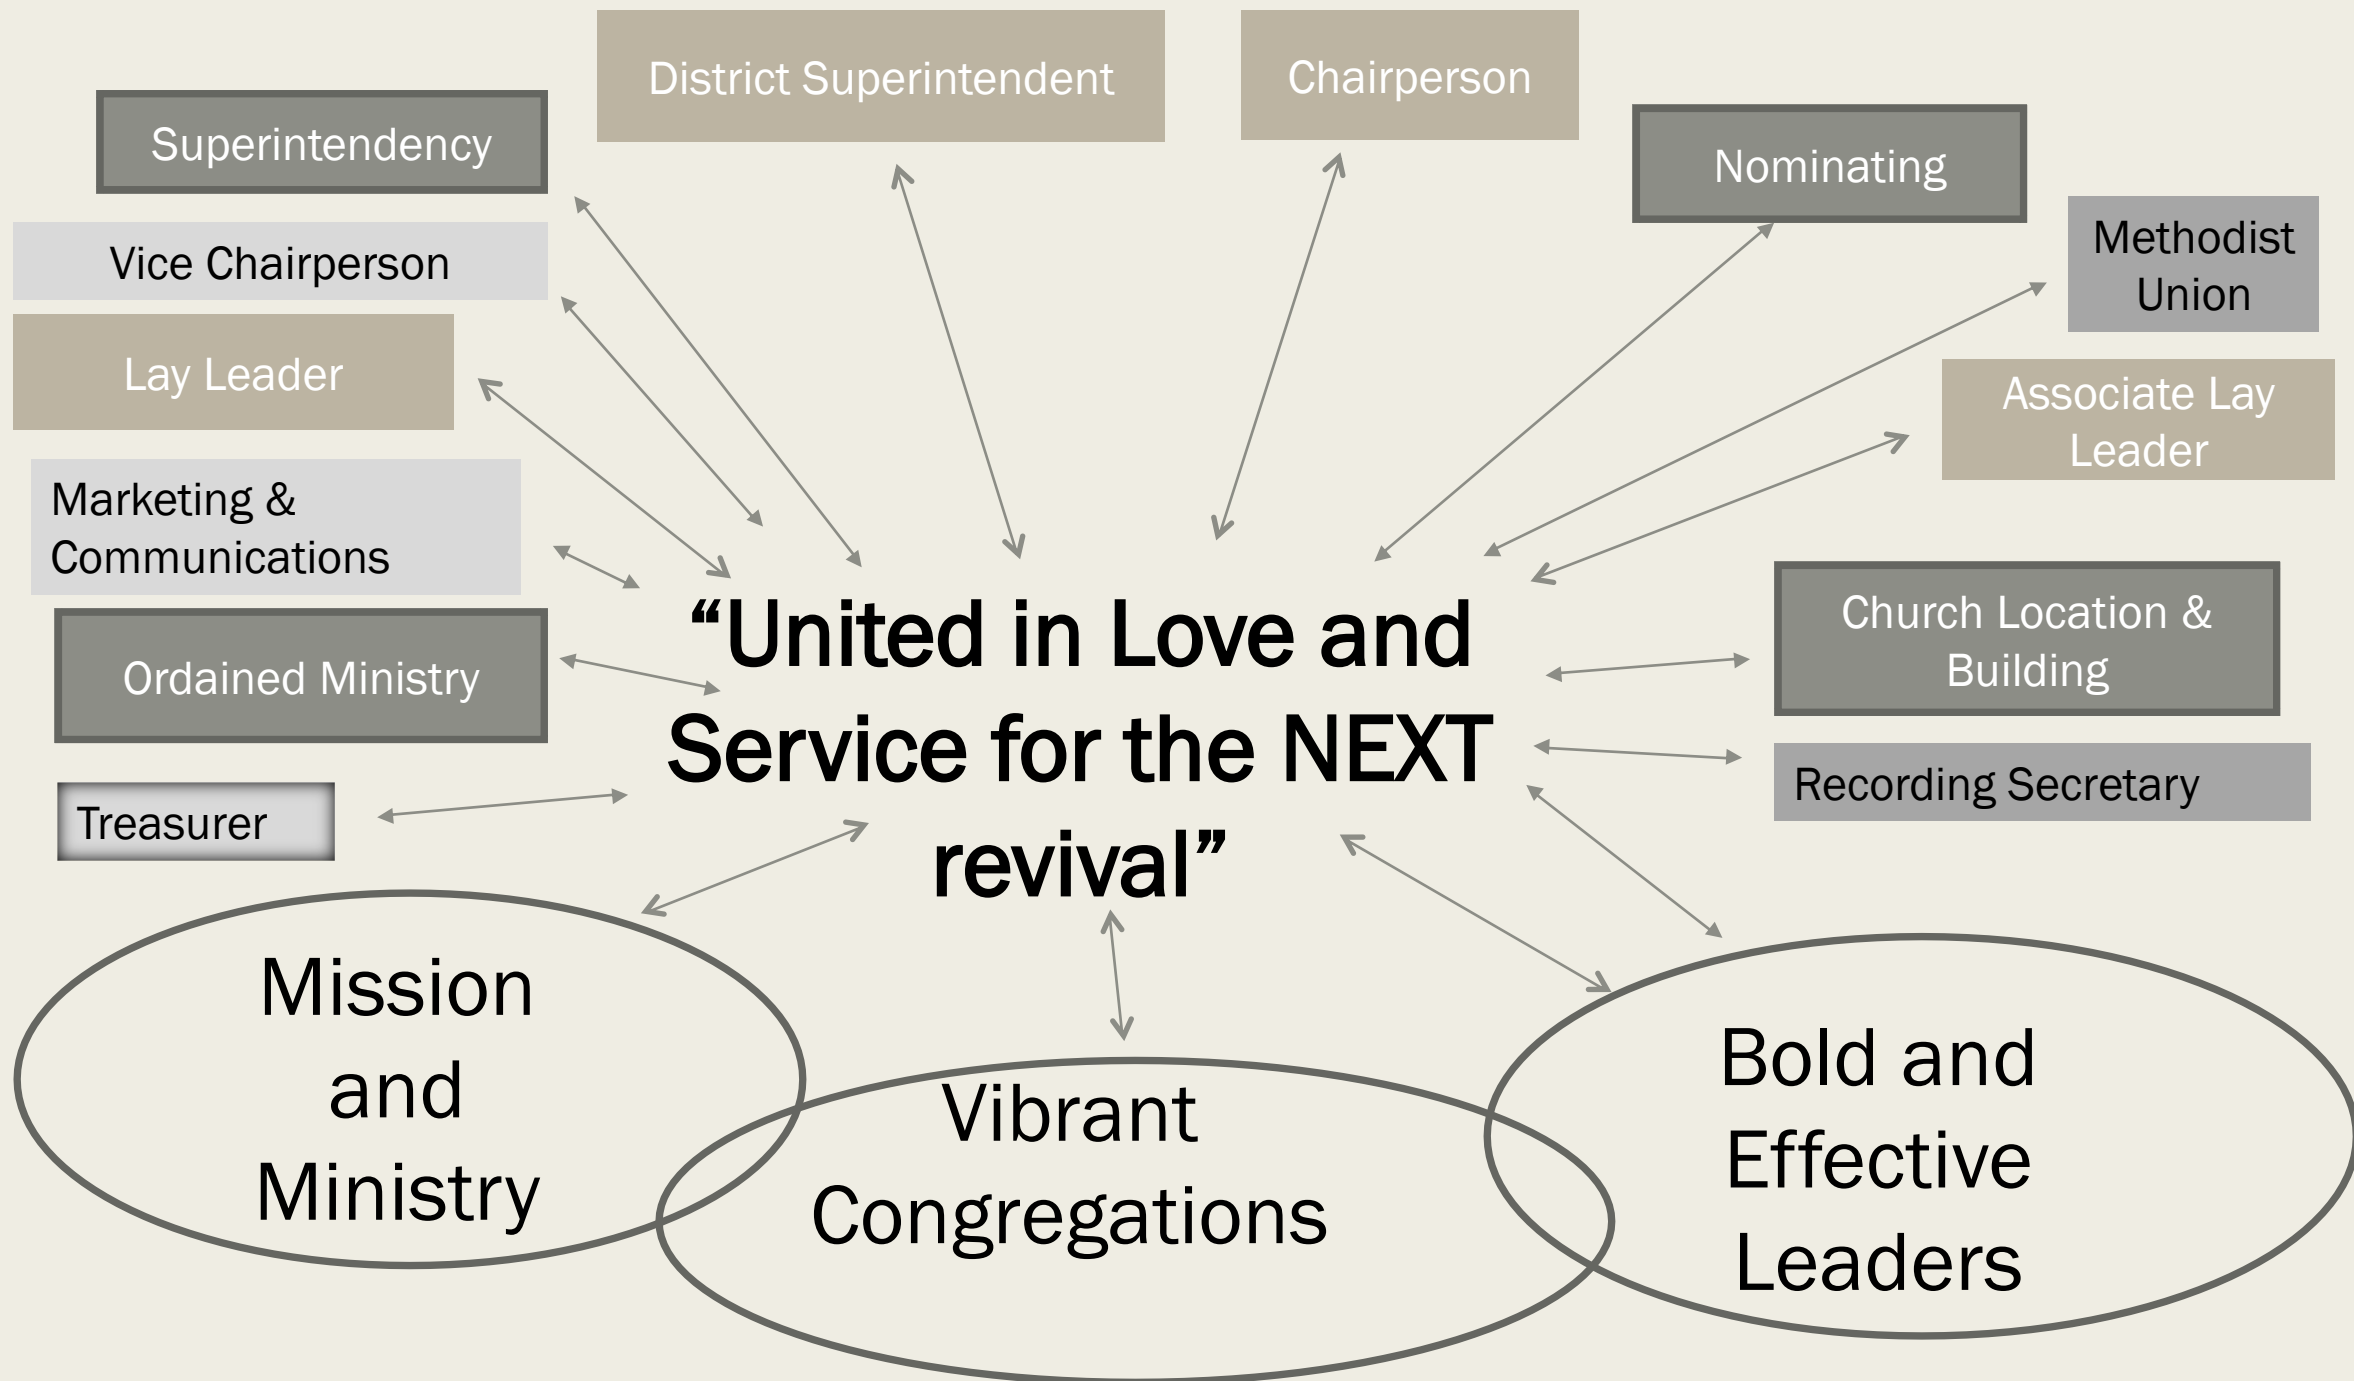 District Superintendent
Chairperson
Superintendency
Nominating
Vice Chairperson
Methodist
Union
Lay Leader
Associate Lay
Leader
Marketing &
Communications
Church Location &
Building
Ordained Ministry
“United in Love and
Service for the NEXT
revival”
Recording Secretary
Treasurer
Mission
and
Ministry
Vibrant
Congregations
Bold and
Effective
Leaders